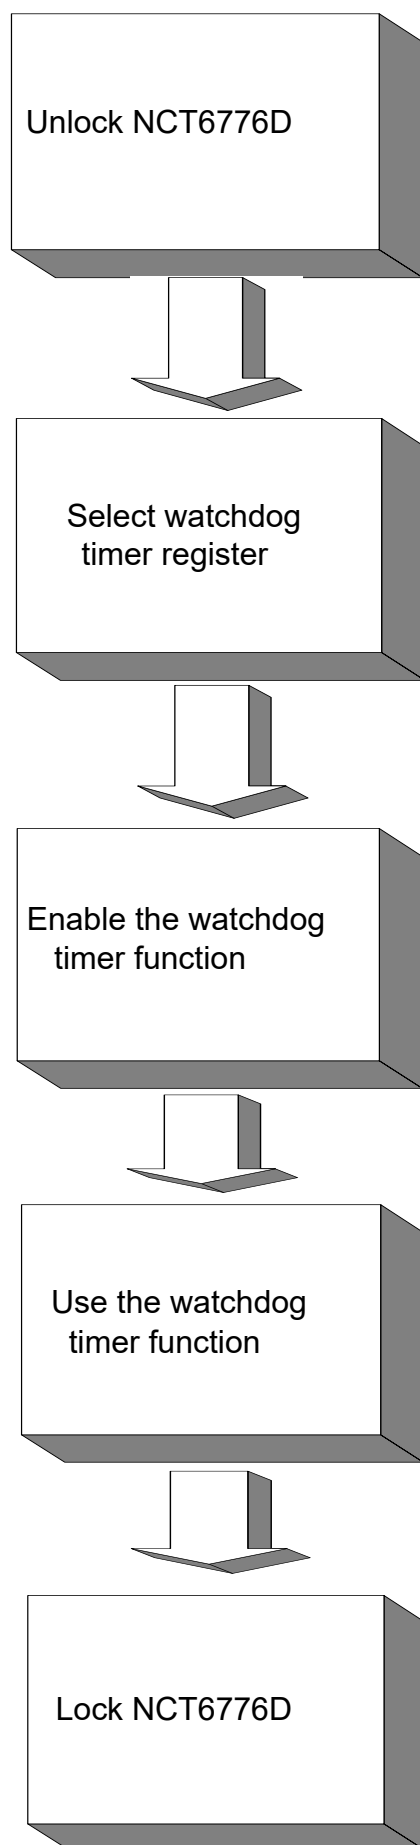 Unlock NCT6776D
Select watchdog
timer register
Enable the watchdog
timer function
Use the watchdog
timer function
Lock NCT6776D